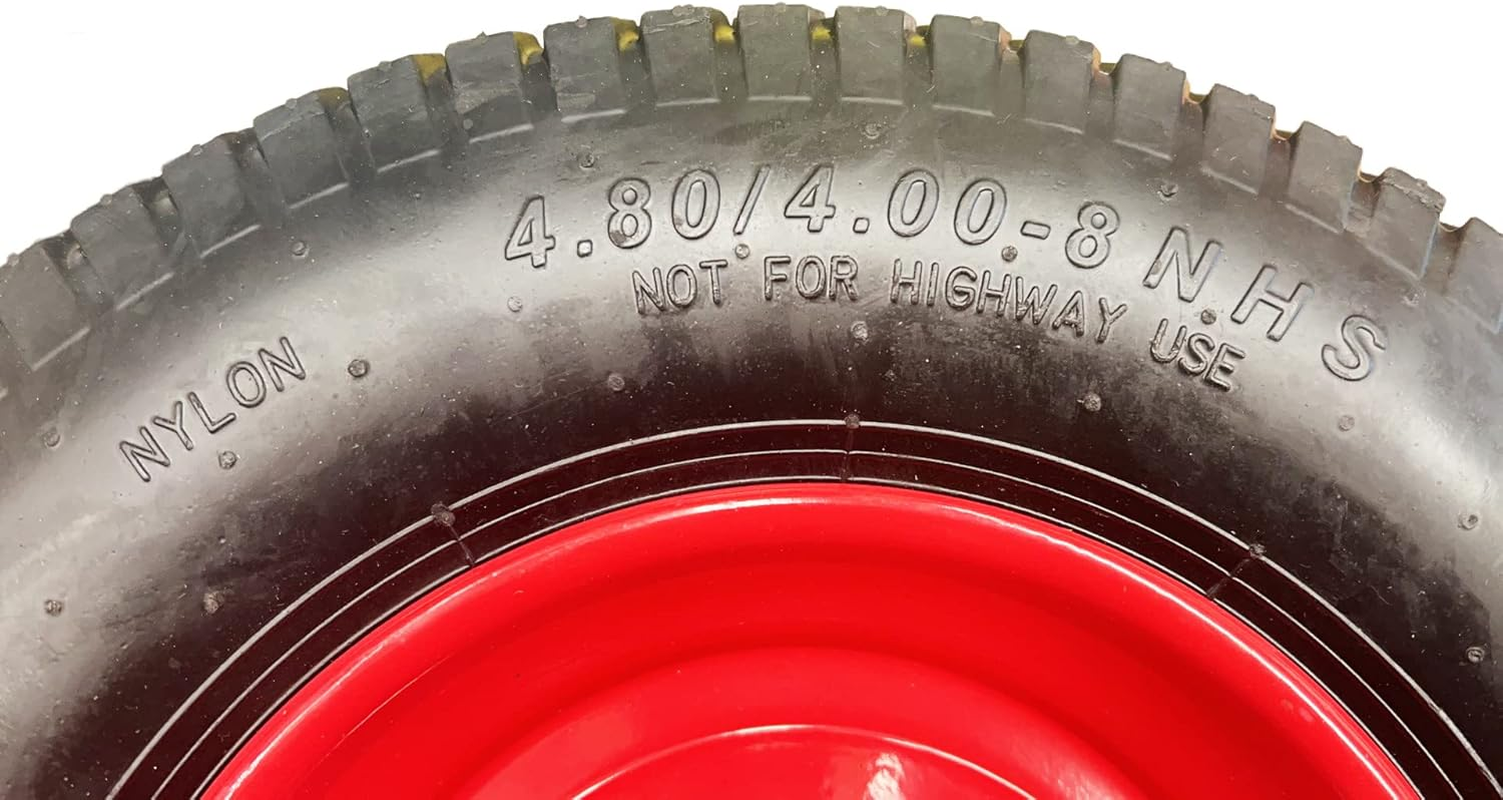 4.80/4.00-8 NHS
NOT FOR HIGHWAY USE
NYLON